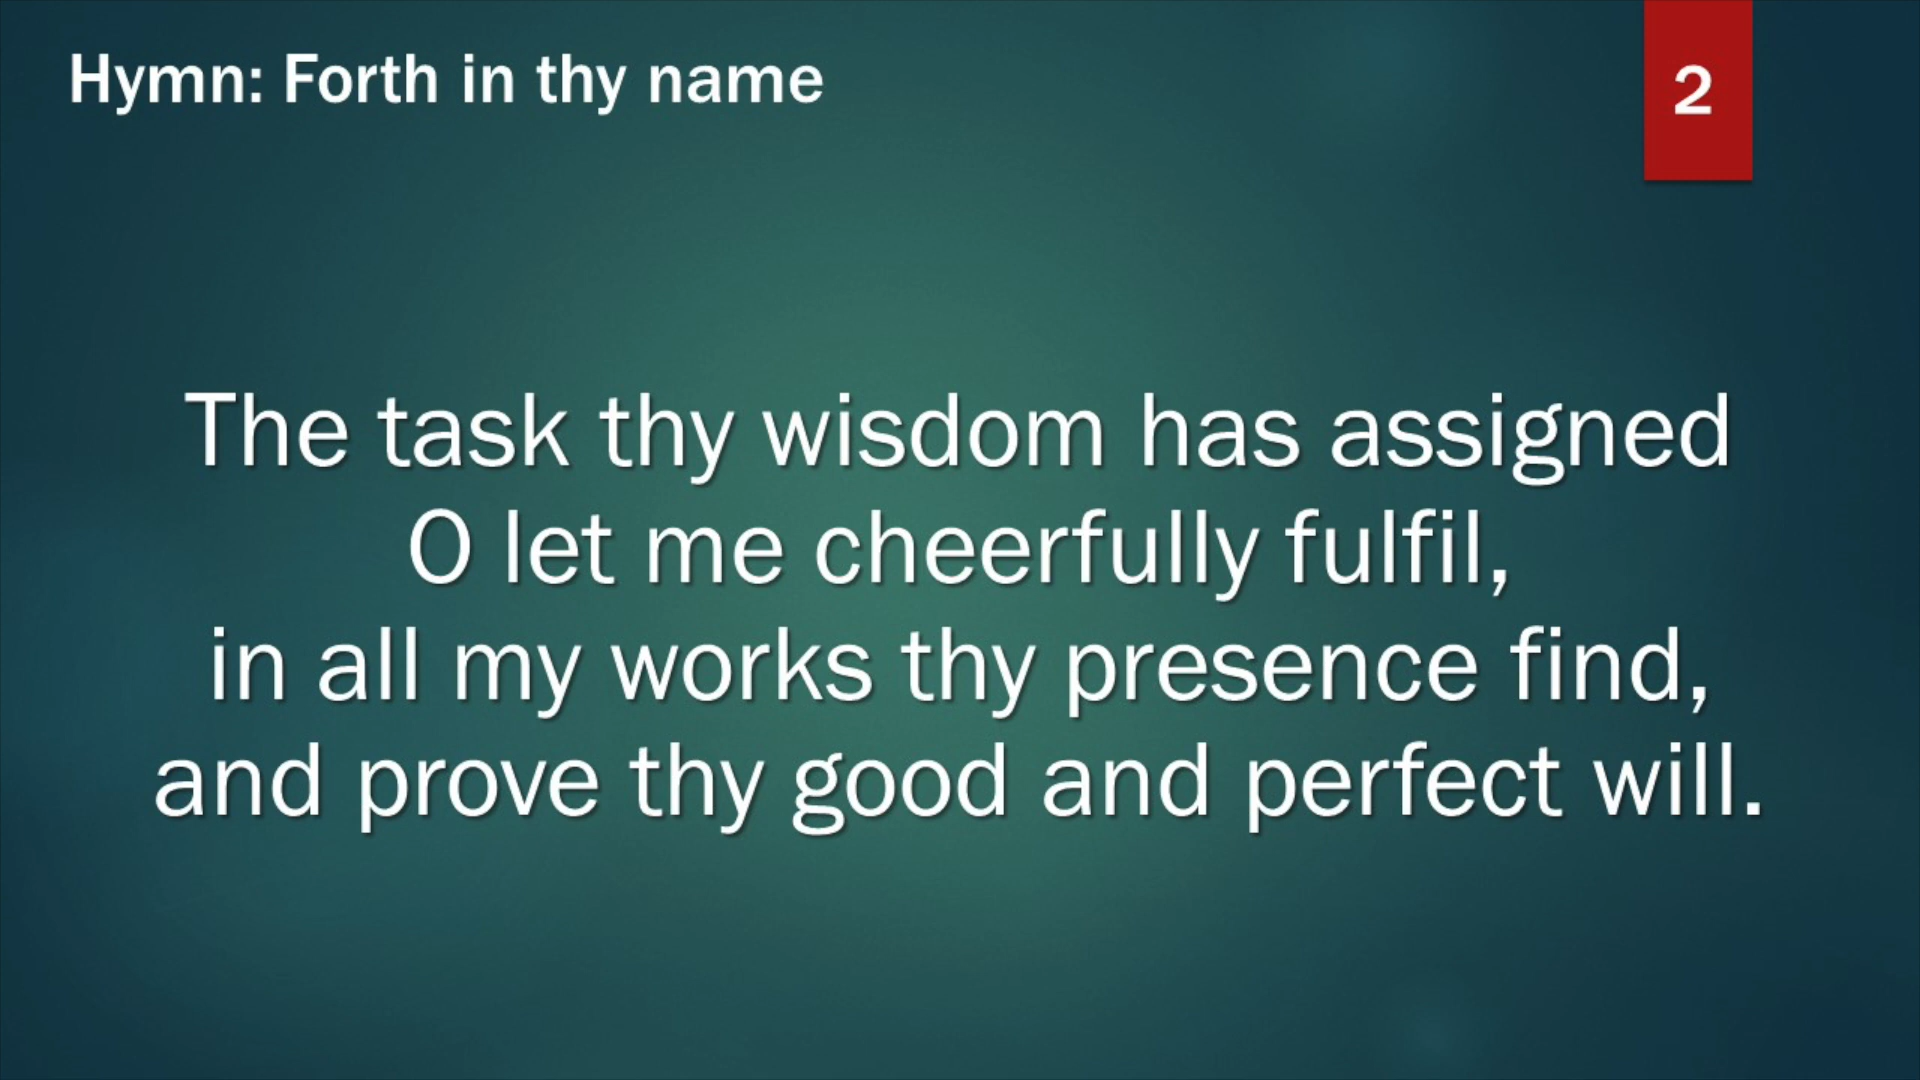 Hymn: Forth in thy name
2
The task thy wisdom has assigned
O let me cheerfully fulfil,
in all my works thy presence find,
and prove thy good and perfect will.